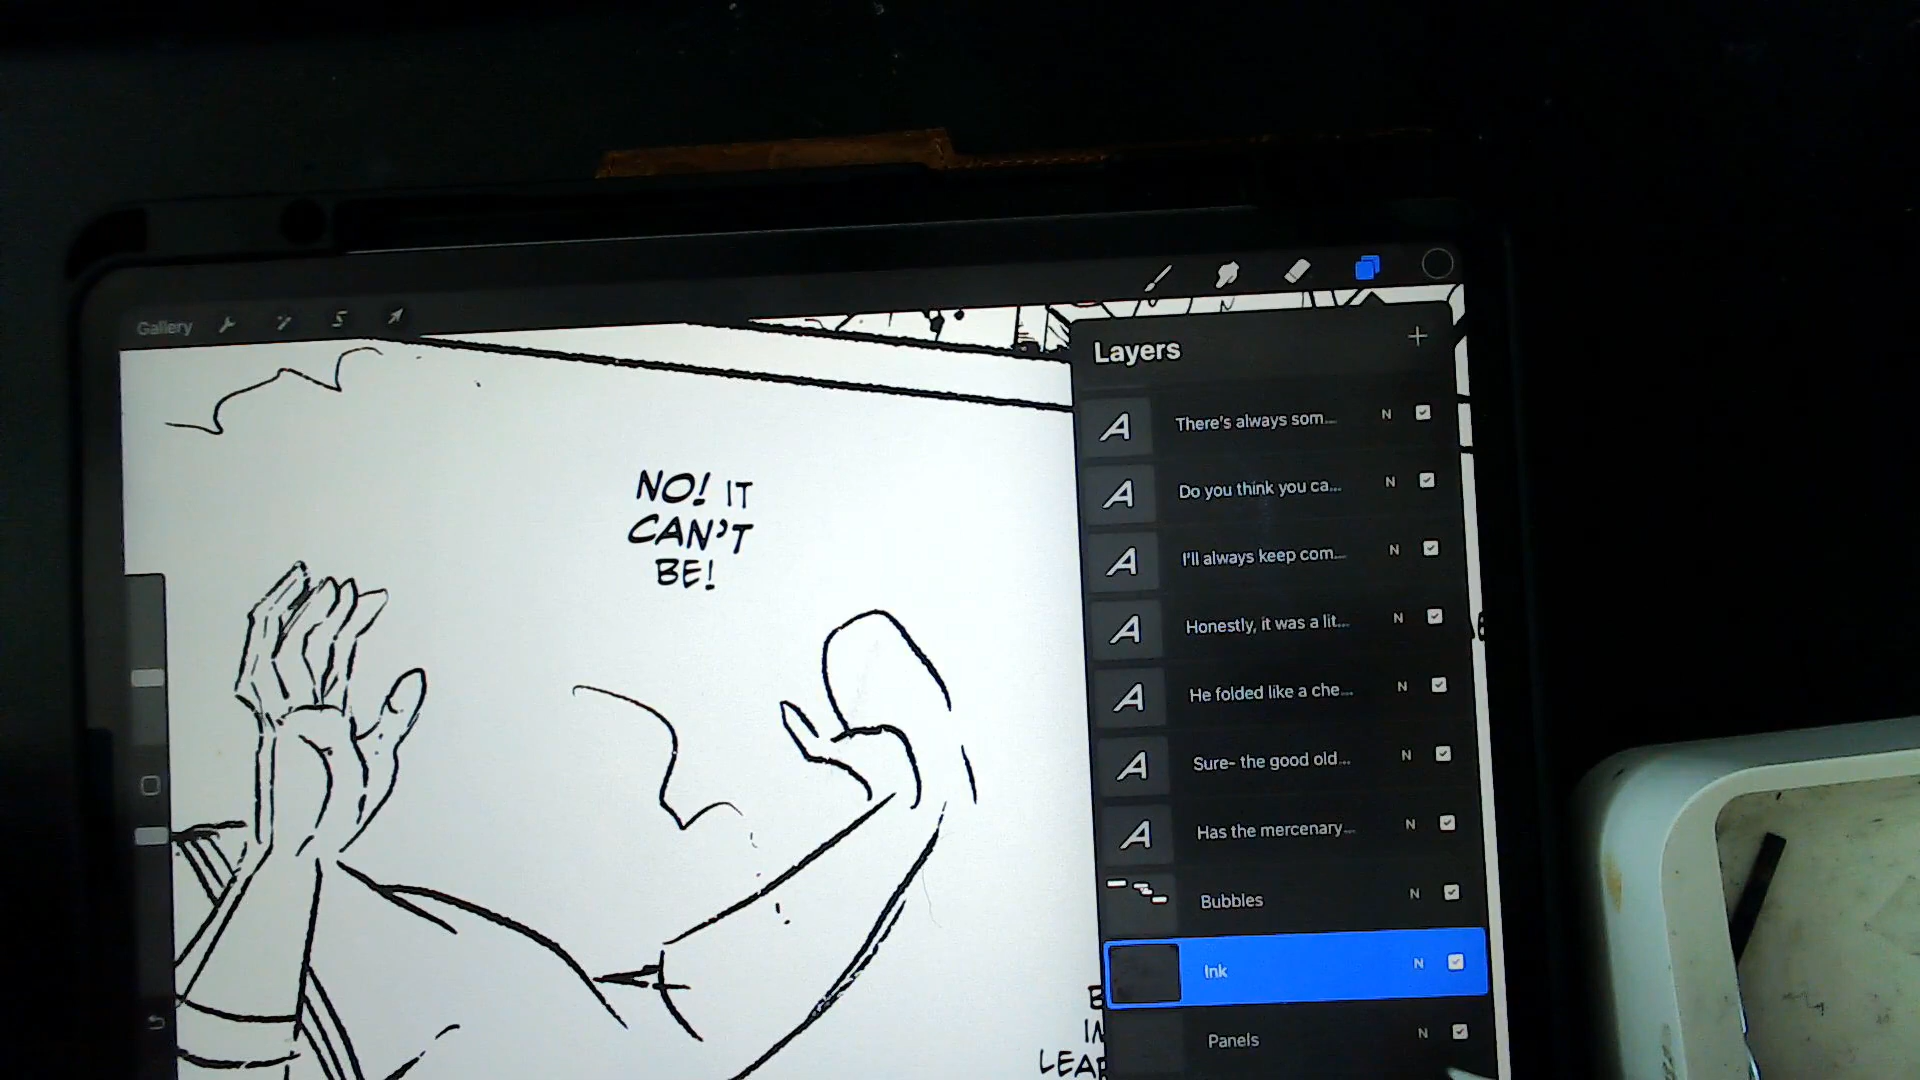 Gallery
NO! IT
CAN'T
BE!
Layers
There's always som...
N
Do you think you ca...
N
I'll always keep com...
N
Honestly, it was a lit...
N
He folded like a che...
N
Sure- the good old...
N
Has the mercenary...
N
Bubbles
N
Ink
N
Panels
N